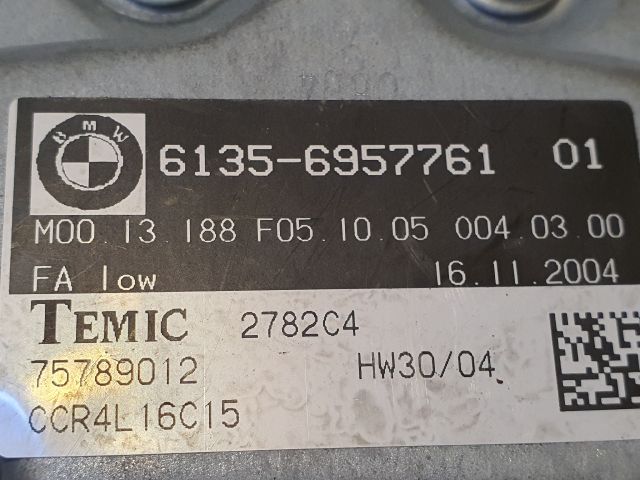 BMW
6135-6957761 01
M00.13.188 F05.10.05 004.03.00
FA low 16.11.2004
TEMIC 2782C4
75789012 HW30/04
CCR4L16C15